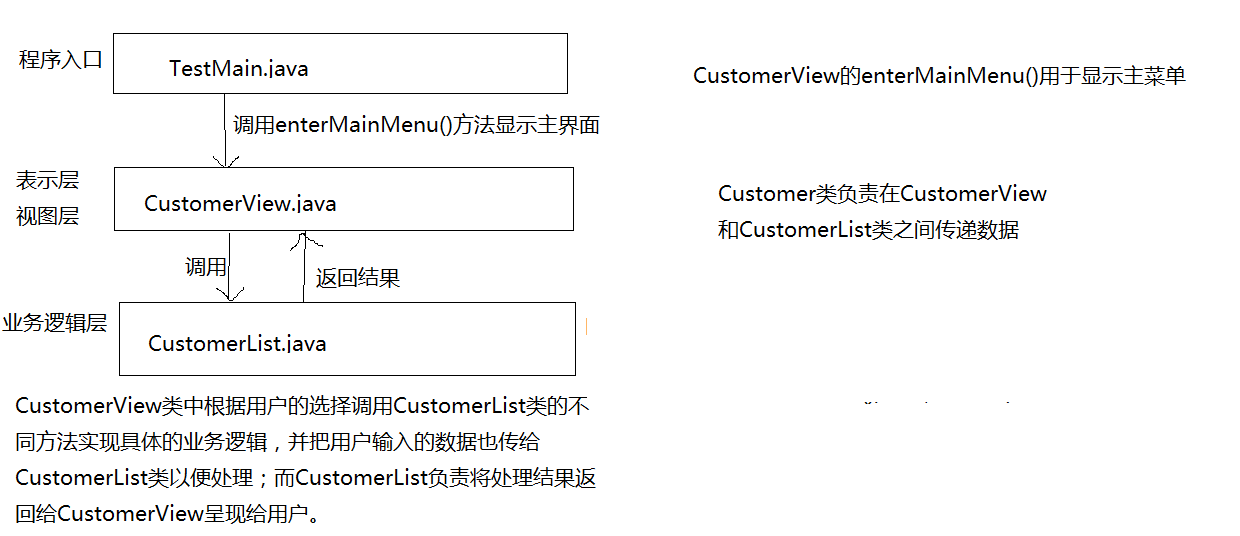 程序入口
TestMain.java
CustomerView的enterMainMenu()用于显示主菜单
调用enterMainMenu()方法显示主界面
表示层
视图层
CustomerView.java
Customer类负责在CustomerView
和CustomerList类之间传递数据
调用
返回结果
业务逻辑层
CustomerList.java
CustomerView类中根据用户的选择调用CustomerList类的不
同方法实现具体的业务逻辑，并把用户输入的数据也传给
CustomerList类以便处理；而CustomerList负责将处理结果返
回给CustomerView呈现给用户。